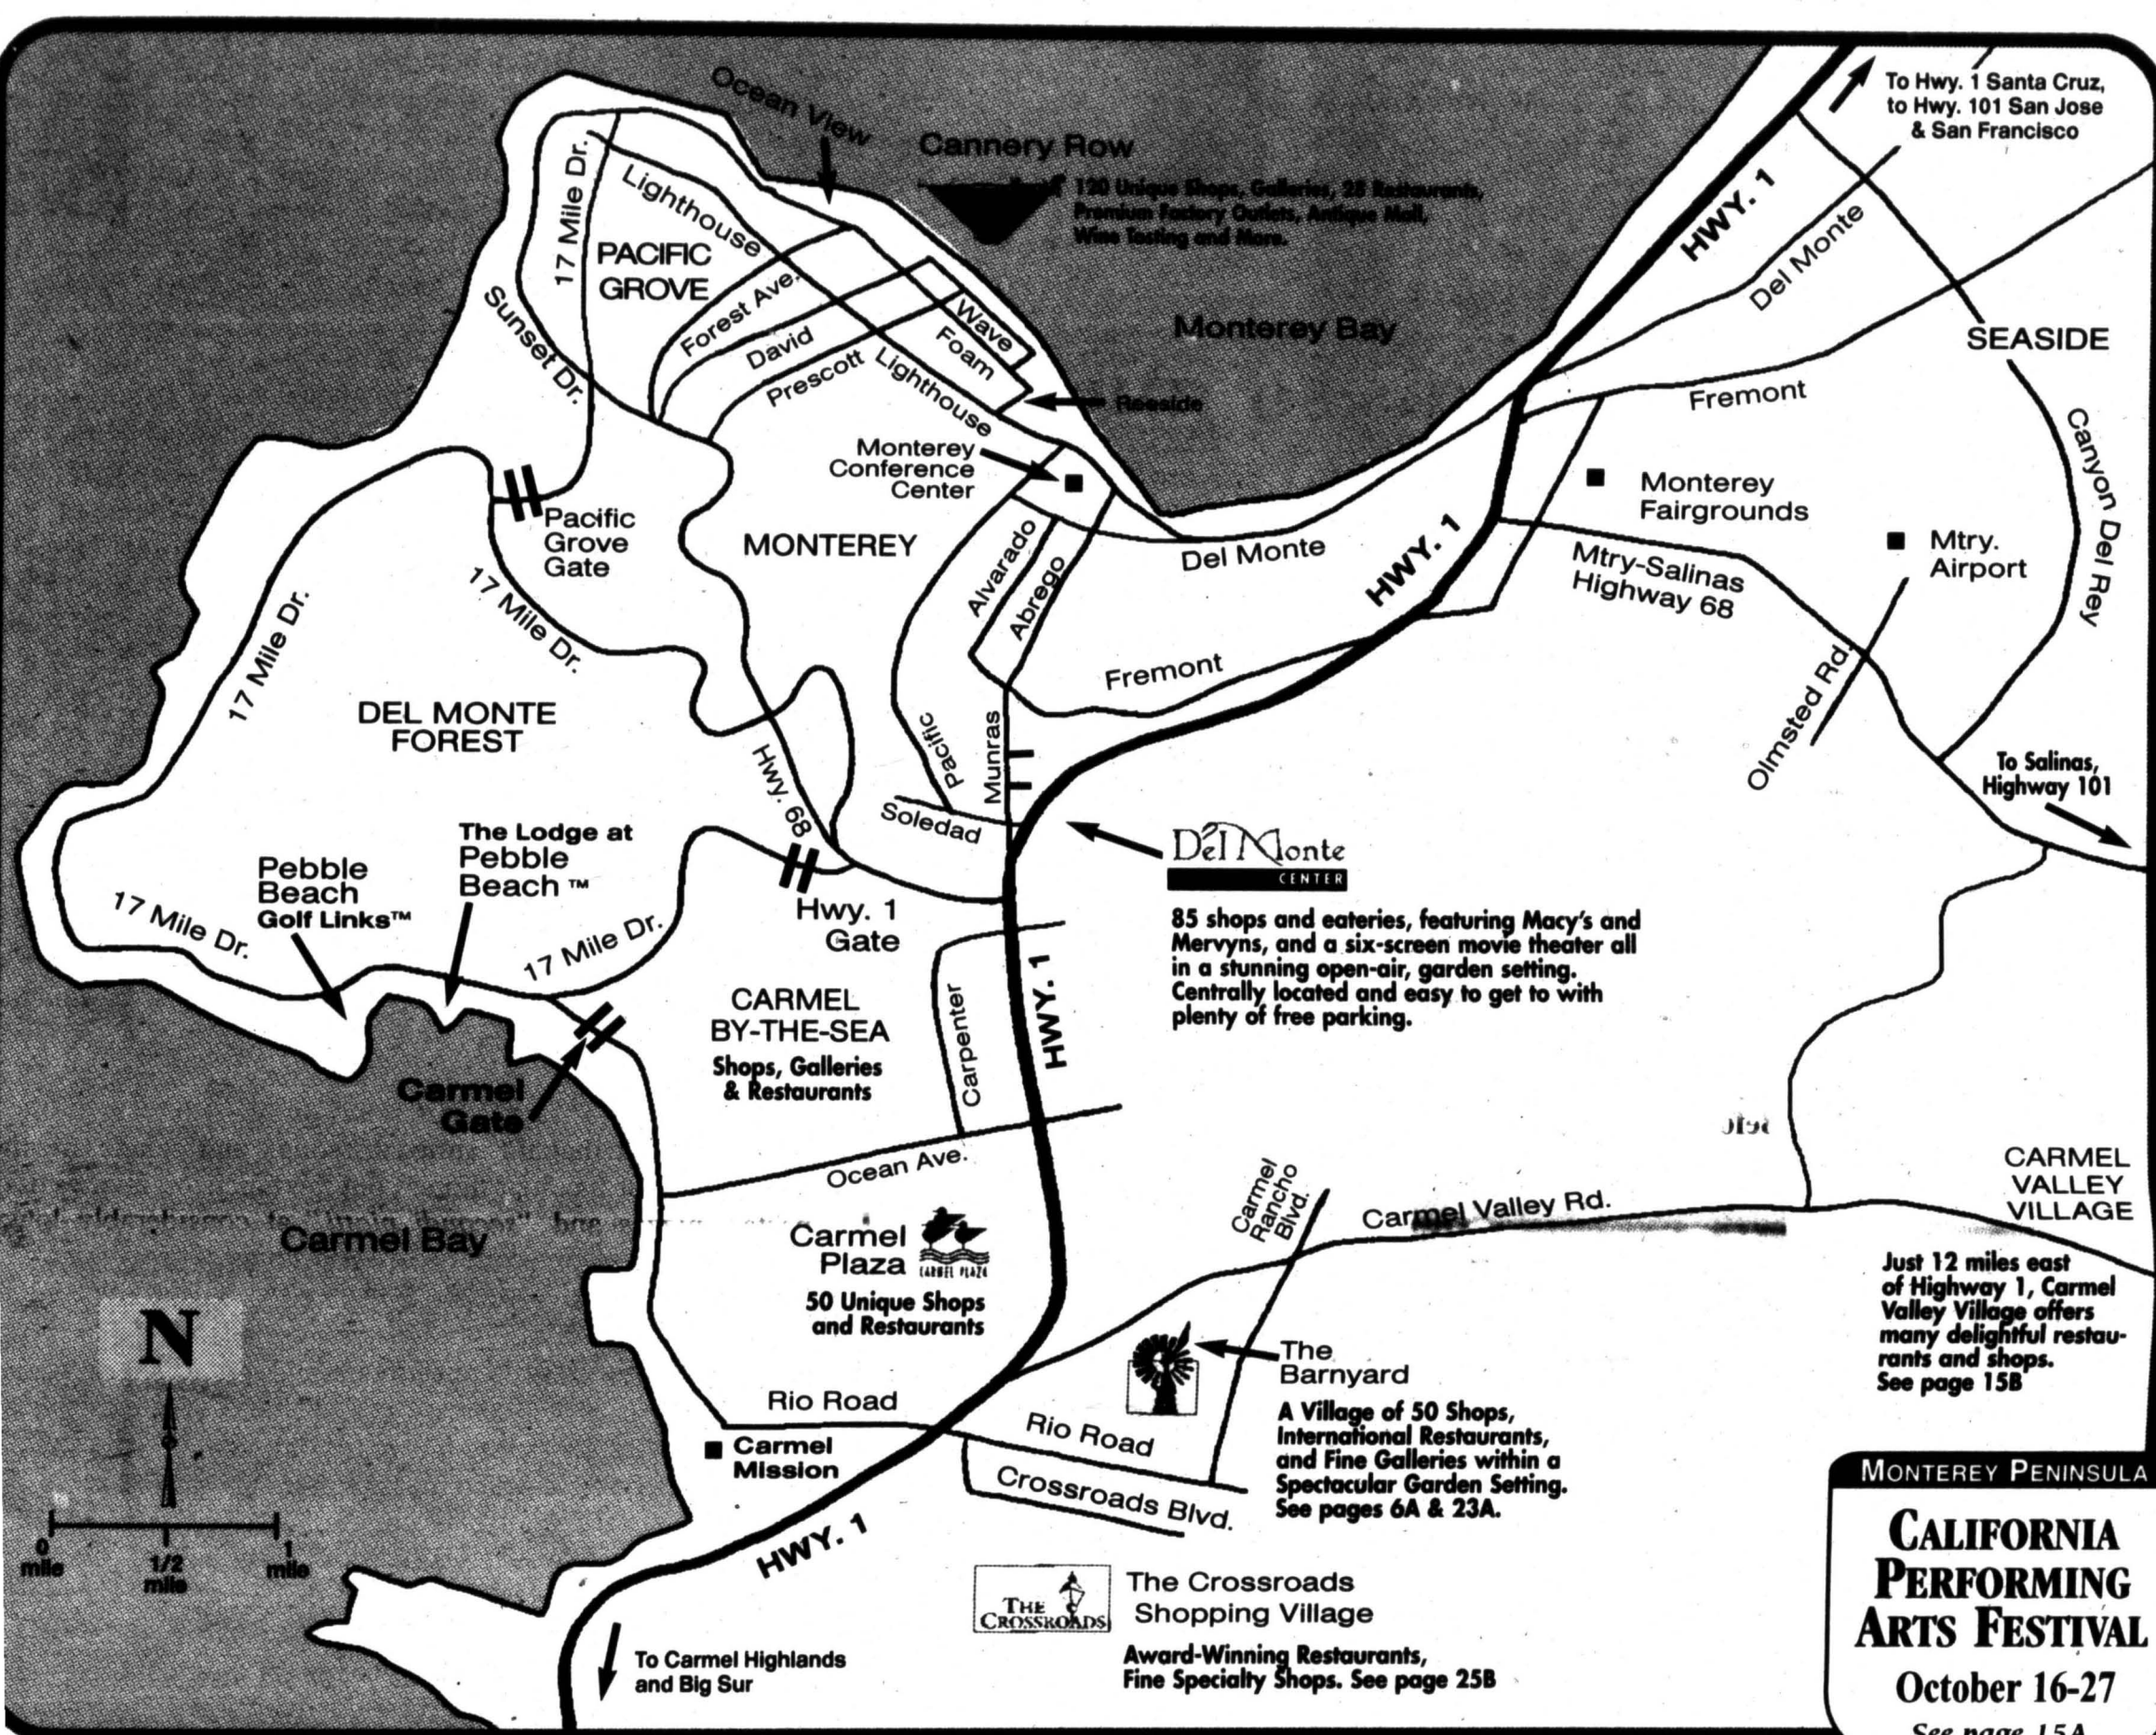 Ocean View
Cannery Row
120 Unique Shops, Galleries, 25 Restaurants,
Premium Factory Outlets, Antique Mall,
Wine Tasting and More.
To Hwy. 1 Santa Cruz,
to Hwy. 101 San Jose
& San Francisco
HWY. 1
Del Monte
17 Mile Dr.
Lighthouse
PACIFIC
GROVE
Sunset Dr.
Forest Ave.
David
Prescott
Lighthouse
Wave
Foam
Reeside
Monterey Bay
SEASIDE
Fremont
Canyon Del Rey
Monterey
Conference
Center
Monterey
Fairgrounds
Mtry.
Airport
Pacific
Grove
Gate
MONTEREY
Alvarado
Abrego
Del Monte
HWY. 1
Mtry-Salinas
Highway 68
17 Mile Dr.
17 Mile Dr.
Fremont
Olmsted Rd.
DEL MONTE
FOREST
Hwy. 68
Pacific
Munras
Soledad
To Salinas,
Highway 101
The Lodge at
Pebble
Beach ™
Pebble
Beach
Golf Links™
17 Mile Dr.
17 Mile Dr.
Hwy. 1
Gate
Del Monte
CENTER
85 shops and eateries, featuring Macy's and
Mervyns, and a six-screen movie theater all
in a stunning open-air, garden setting.
Centrally located and easy to get to with
plenty of free parking.
CARMEL
BY-THE-SEA
Shops, Galleries
& Restaurants
Carpenter
HWY. 1
Carmel
Gate
Ocean Ave.
Carmel Bay
Carmel
Plaza
CARMEL PLAZA
50 Unique Shops
and Restaurants
Carmel
Rancho
Blvd.
Carmel Valley Rd.
CARMEL
VALLEY
VILLAGE
Just 12 miles east
of Highway 1, Carmel
Valley Village offers
many delightful restau-
rants and shops.
See page 15B
N
0
mile
1/2
mile
1
mile
Rio Road
Carmel
Mission
Rio Road
Crossroads Blvd.
The
Barnyard
A Village of 50 Shops,
International Restaurants,
and Fine Galleries within a
Spectacular Garden Setting.
See pages 6A & 23A.
HWY. 1
THE
CROSSROADS
The Crossroads
Shopping Village
Award-Winning Restaurants,
Fine Specialty Shops. See page 25B
To Carmel Highlands
and Big Sur
MONTEREY PENINSULA
CALIFORNIA
PERFORMING
ARTS FESTIVAL
October 16-27
See page 15A